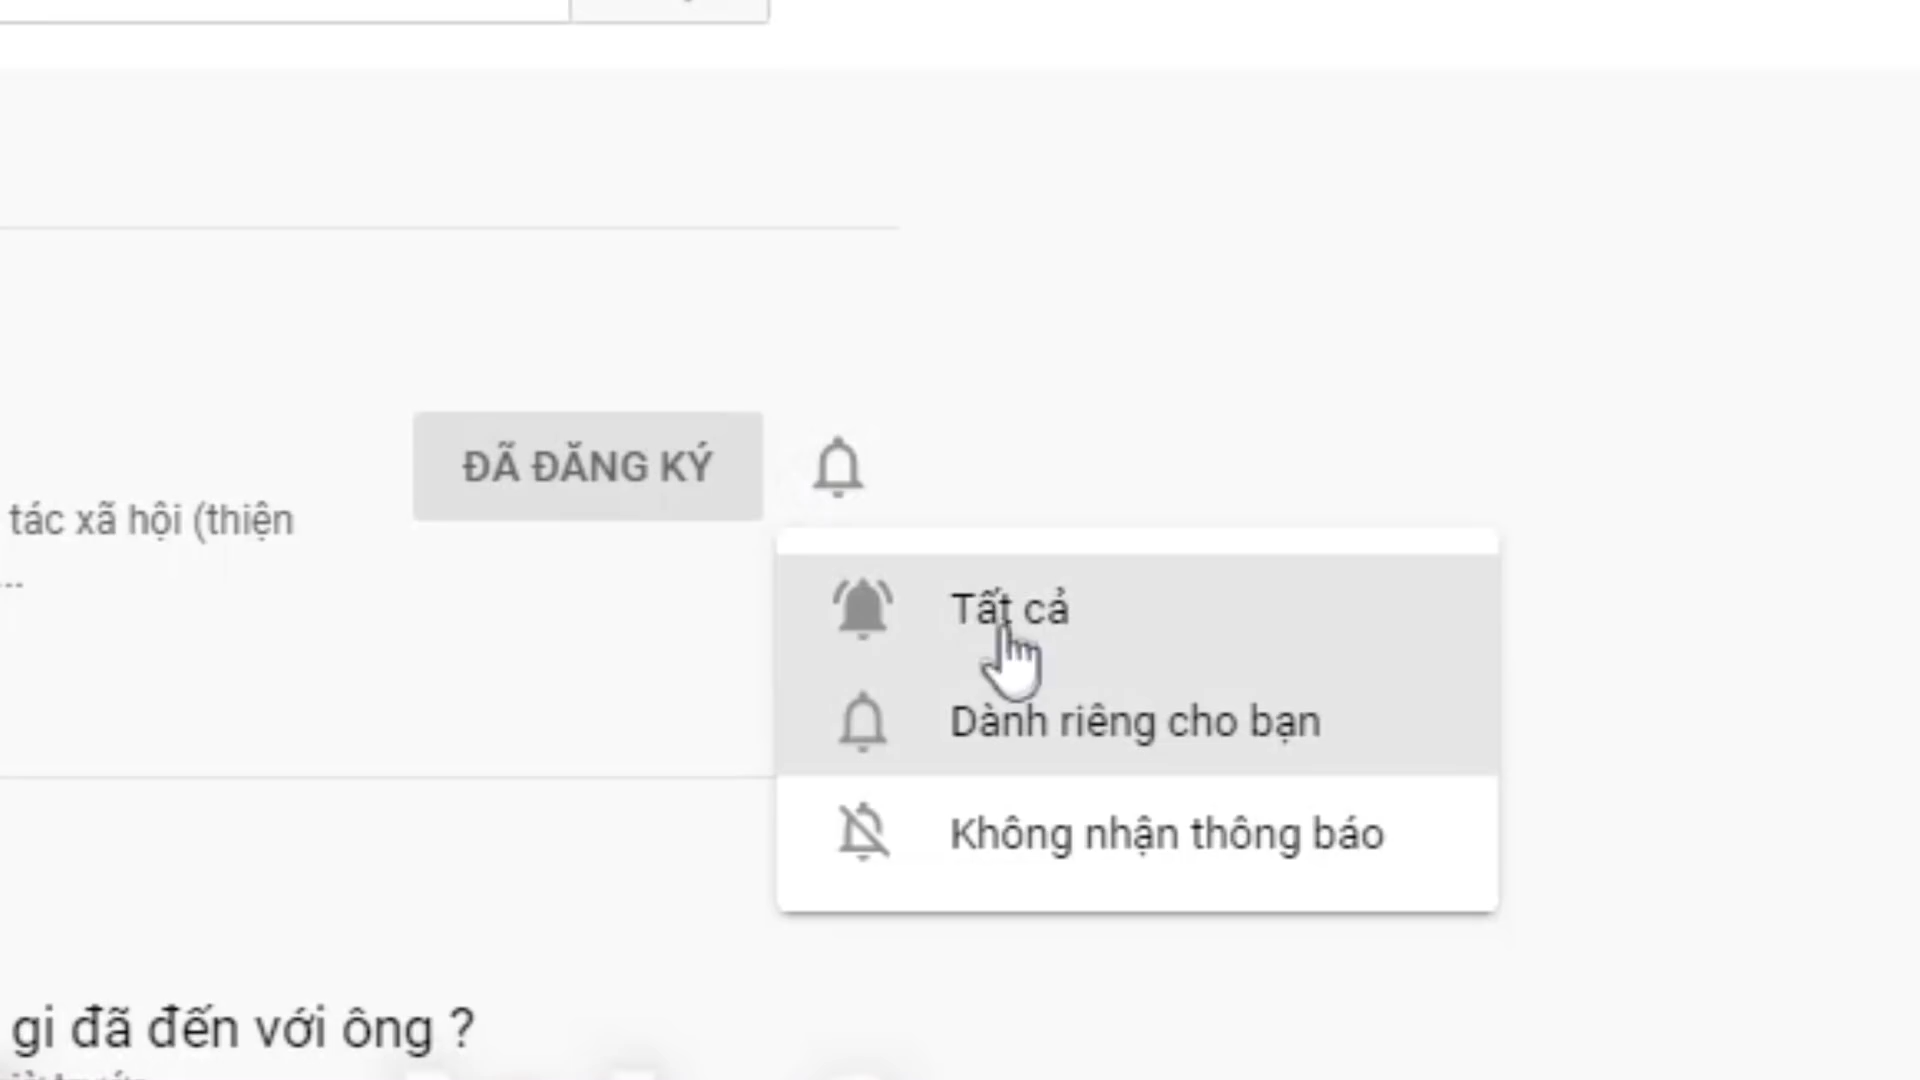 ĐÃ ĐĂNG KÝ
tác xã hội (thiện
...
Tất cả
Dành riêng cho bạn
Không nhận thông báo
gi đã đến với ông ?